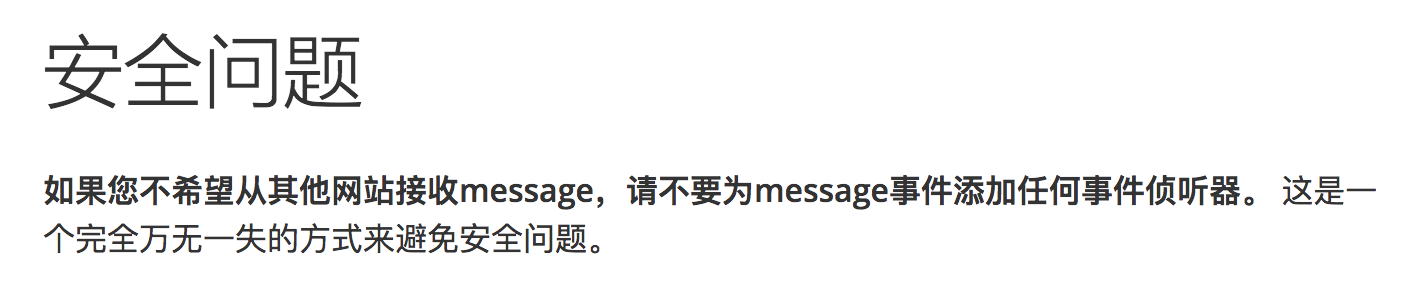 安全问题
如果您不希望从其他网站接收message，请不要为message事件添加任何事件侦听器。 这是一
个完全万无一失的方式来避免安全问题。